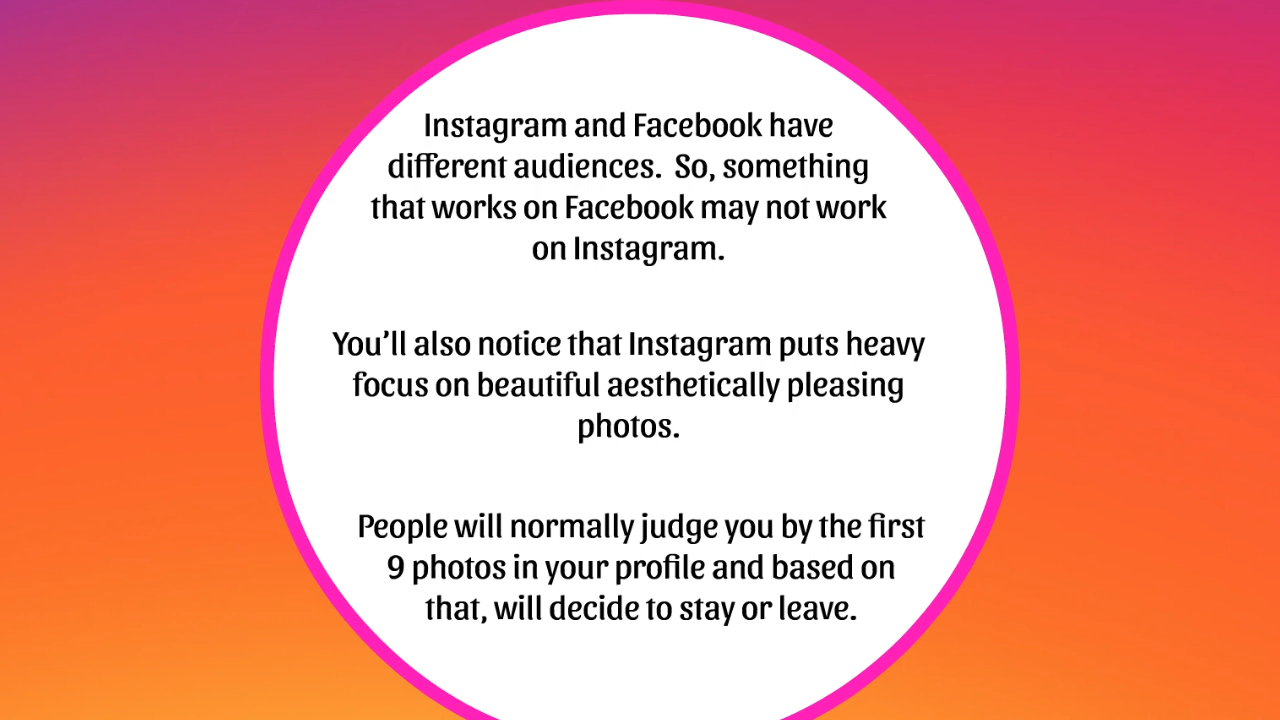 Instagram and Facebook have
different audiences.  So, something
that works on Facebook may not work
on Instagram.
You’ll also notice that Instagram puts heavy
focus on beautiful aesthetically pleasing
photos.
People will normally judge you by the first
9 photos in your profile and based on
that, will decide to stay or leave.